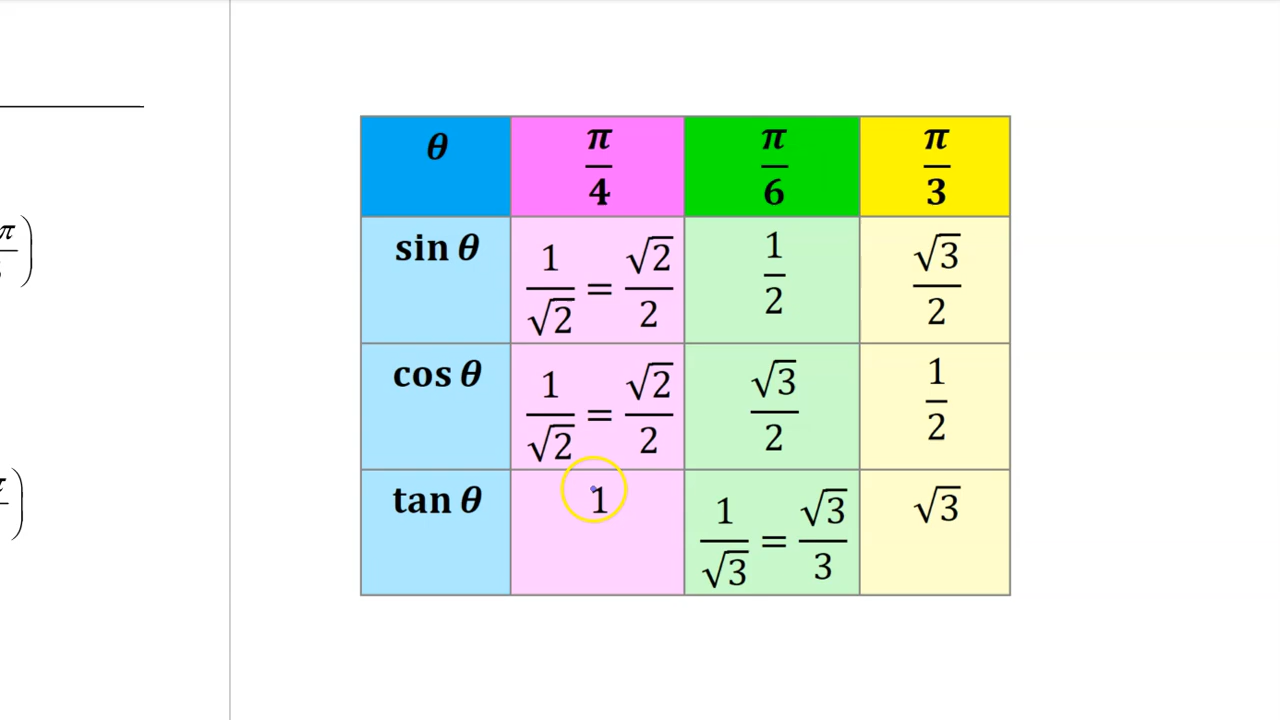 θ π/4 π/6 π/3
sin θ 1/√2 = √2/2 1/2 √3/2
cos θ 1/√2 = √2/2 √3/2 1/2
tan θ 1 1/√3 = √3/3 √3
π
)
)